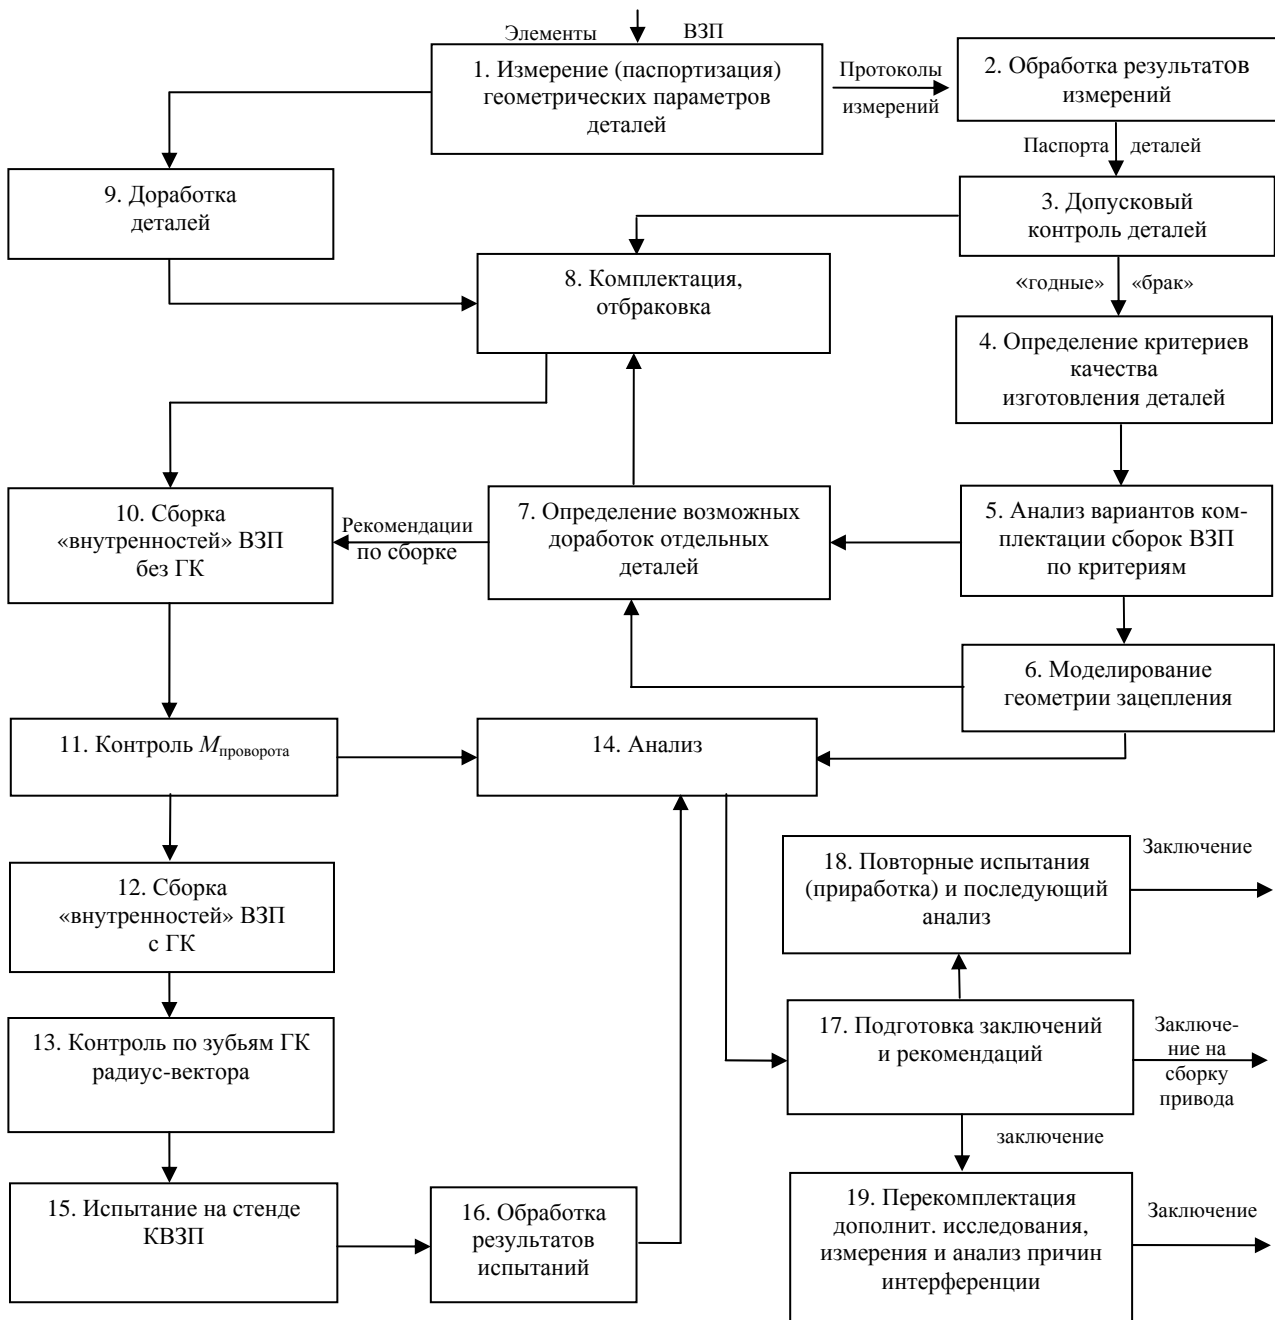 Элементы ВЗП
1. Измерение (паспортизация)
геометрических параметров
деталей
Протоколы
измерений
2. Обработка результатов
измерений
Паспорта деталей
9. Доработка
деталей
3. Допусковый
контроль деталей
8. Комплектация,
отбраковка
«годные» «брак»
4. Определение критериев
качества
изготовления деталей
10. Сборка
«внутренностей» ВЗП
без ГК
Рекомендации
по сборке
7. Определение возможных
доработок отдельных
деталей
5. Анализ вариантов ком-
плектации сборок ВЗП
по критериям
6. Моделирование
геометрии зацепления
11. Контроль Mпроворота
14. Анализ
12. Сборка
«внутренностей» ВЗП
с ГК
18. Повторные испытания
(приработка) и последующий
анализ
Заключение
13. Контроль по зубьям ГК
радиус-вектора
17. Подготовка заключений
и рекомендаций
Заключе-
ние на
сборку
привода
заключение
15. Испытание на стенде
КВЗП
16. Обработка
результатов
испытаний
19. Перекомплектация
дополнит. исследования,
измерения и анализ причин
интерференции
Заключение